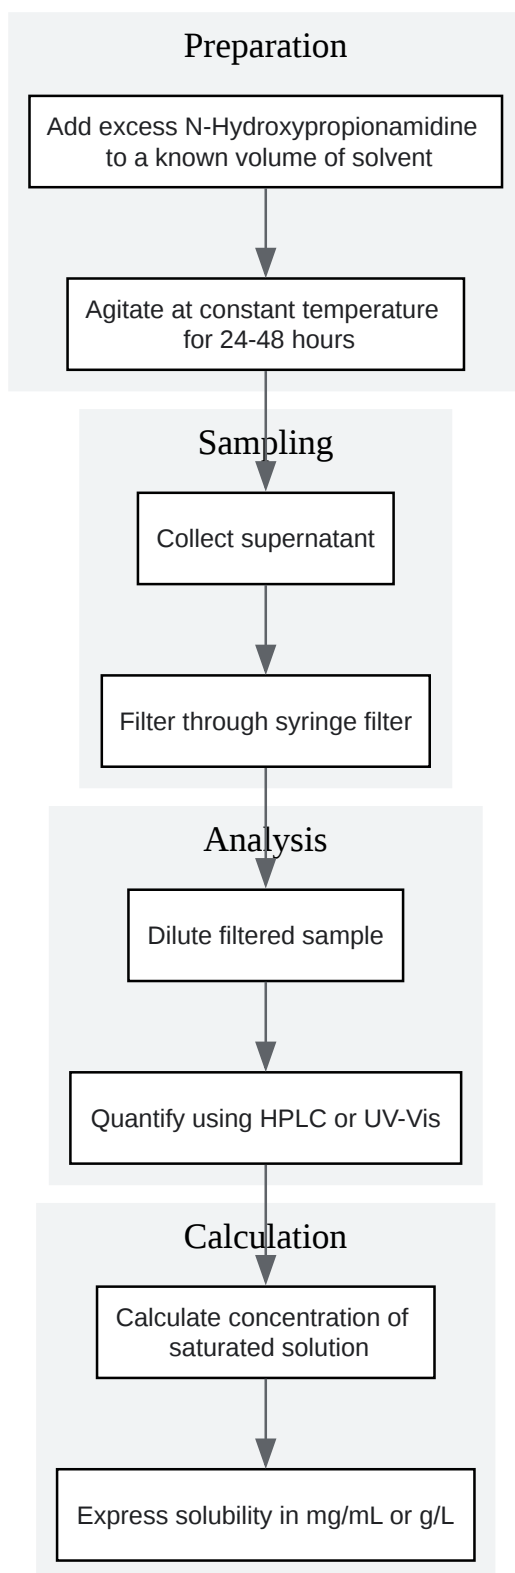 Preparation
Add excess N-Hydroxypropionamidine
to a known volume of solvent
Agitate at constant temperature
for 24-48 hours
Sampling
Collect supernatant
Filter through syringe filter
Analysis
Dilute filtered sample
Quantify using HPLC or UV-Vis
Calculation
Calculate concentration of
saturated solution
Express solubility in mg/mL or g/L